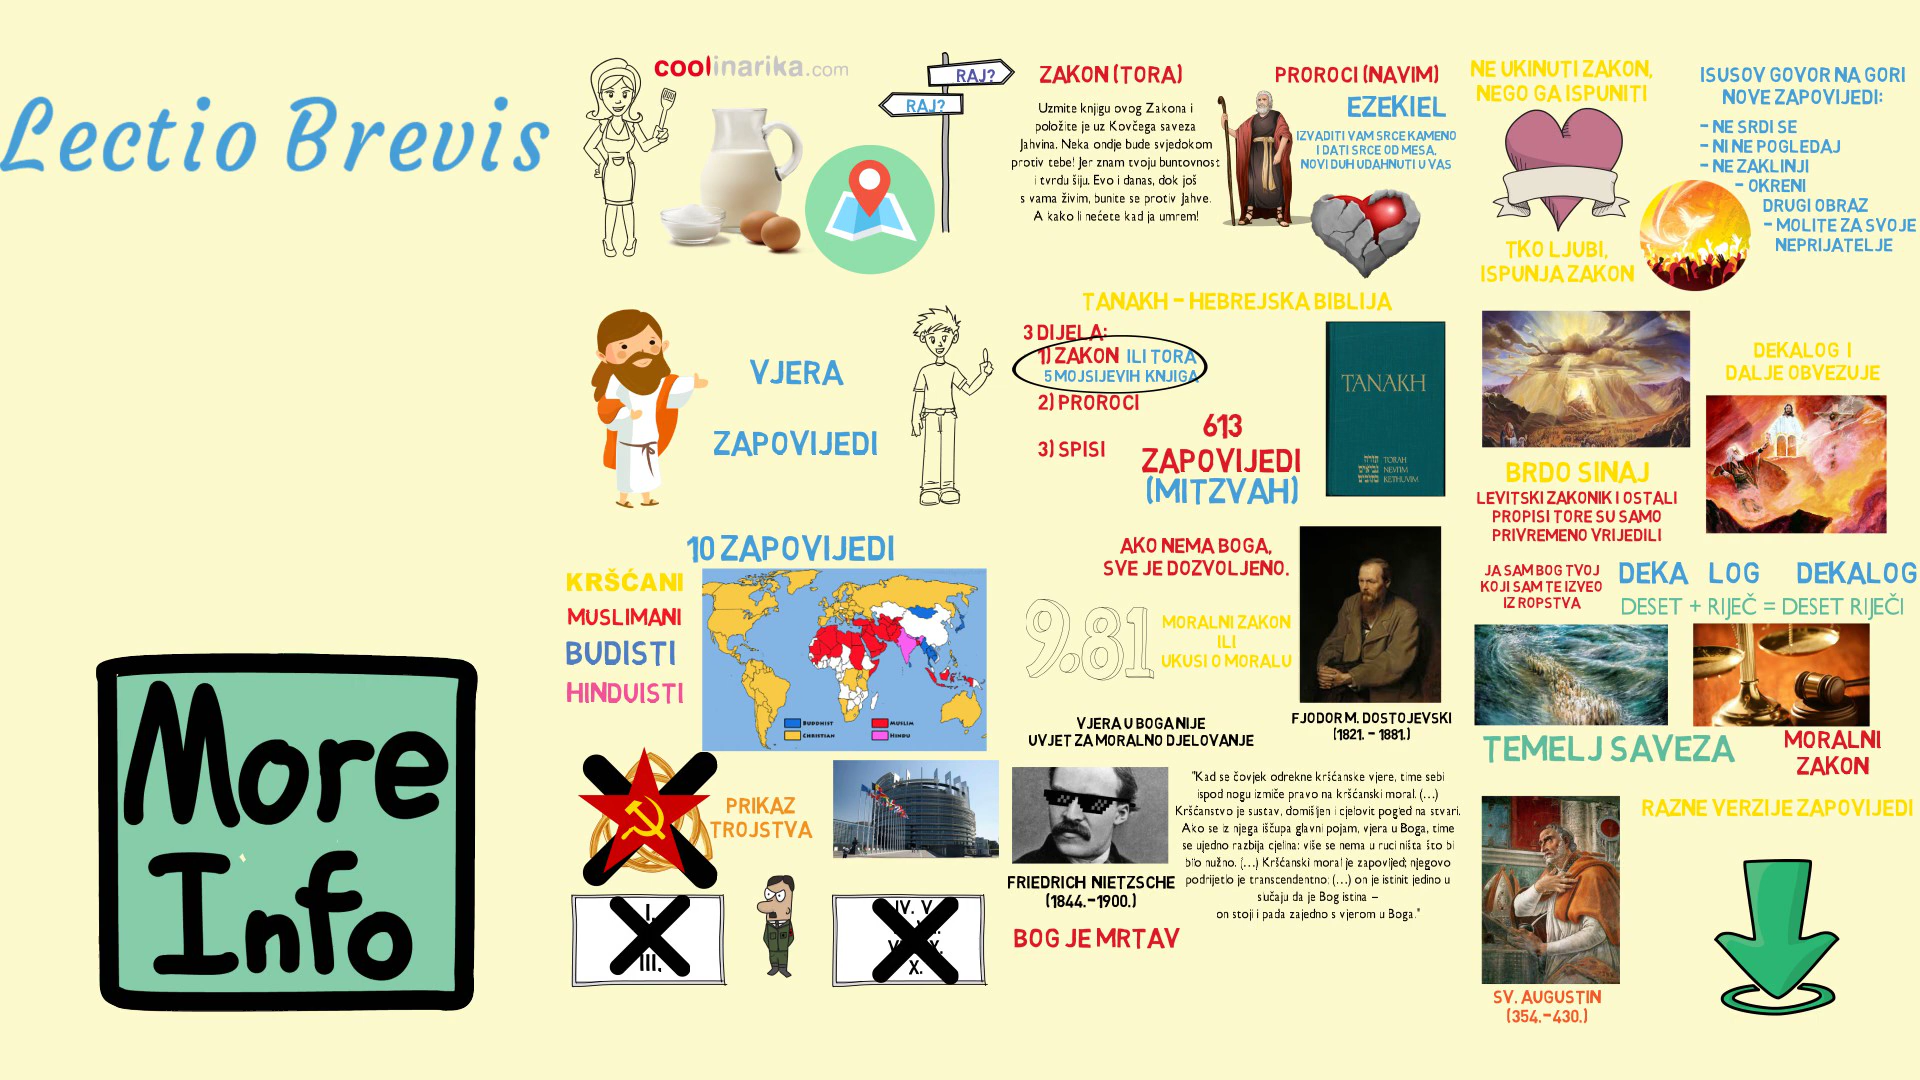 Lectio Brevis
More
Info
coolinarika.com
RAJ?
RAJ?
VJERA
ZAPOVIJEDI
10 ZAPOVIJEDI
KRŠĆANI
MUSLIMANI
BUDISTI
HINDUISTI
BUDDHIST
MUSLIM
CHRISTIAN
HINDU
PRIKAZ
TROJSTVA
I.
III.
IV. V.
X.
ZAKON (TORA)
Uzmite knjigu ovog Zakona i
položite je uz Kovčega saveza
Jahvina. Neka ondje bude svjedokom
protiv tebe! Jer znam tvoju buntovnost
i tvrdu šiju. Evo i danas, dok još
s vama živim, bunite se protiv Jahve.
A kako li nećete kad ja umrem!
PROROCI (NAVIM)
EZEKIEL
IZVADITI VAM SRCE KAMENO
I DATI SRCE OD MESA,
NOVI DUH UDAHNUTI U VAS
TANAKH - HEBREJSKA BIBLIJA
3 DIJELA:
1) ZAKON ILI TORA
5 MOJSIJEVIH KNJIGA
2) PROROCI
3) SPISI
613
ZAPOVIJEDI
(MITZVAH)
TANAKH
תורה TORAH
נביאים NEVIIM
כתובים KETHUVIM
AKO NEMA BOGA,
SVE JE DOZVOLJENO.
9.81
MORALNI ZAKON
ILI
UKUSI O MORALU
VJERA U BOGA NIJE
UVJET ZA MORALNO DJELOVANJE
FJODOR M. DOSTOJEVSKI
(1821. - 1881.)
FRIEDRICH NIETZSCHE
(1844.-1900.)
BOG JE MRTAV
"Kad se čovjek odrekne kršćanske vjere, time sebi
ispod nogu izmiče pravo na kršćanski moral. (...)
Kršćanstvo je sustav, domišljen i cjelovit pogled na stvari.
Ako se iz njega iščupa glavni pojam, vjera u Boga, time
se ujedno razbija cjelina: više se nema u ruci ništa što bi
bilo nužno. (...) Kršćanski moral je zapovijed; njegovo
podrijetlo je transcendentno; (...) on je istinit jedino u
slučaju da je Bog istina –
on stoji i pada zajedno s vjerom u Boga."
NE UKINUTI ZAKON,
NEGO GA ISPUNITI
TKO LJUBI,
ISPUNJA ZAKON
ISUSOV GOVOR NA GORI
NOVE ZAPOVIJEDI:
- NE SRDI SE
- NI NE POGLEDAJ
- NE ZAKLINJI
- OKRENI
DRUGI OBRAZ
- MOLITE ZA SVOJE
NEPRIJATELJE
BRDO SINAJ
LEVITSKI ZAKONIK I OSTALI
PROPISI TORE SU SAMO
PRIVREMENO VRIJEDILI
DEKALOG I
DALJE OBVEZUJE
JA SAM BOG TVOJ
KOJI SAM TE IZVEO
IZ ROPSTVA
DEKA LOG DEKALOG
DESET + RIJEČ = DESET RIJEČI
TEMELJ SAVEZA
MORALNI
ZAKON
RAZNE VERZIJE ZAPOVIJEDI
SV. AUGUSTIN
(354.-430.)